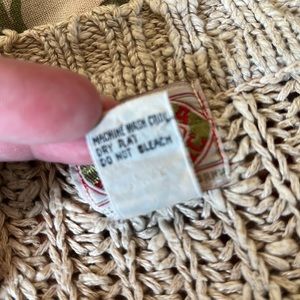 MACHINE WASH COLD
DRY FLAT
DO NOT BLEACH